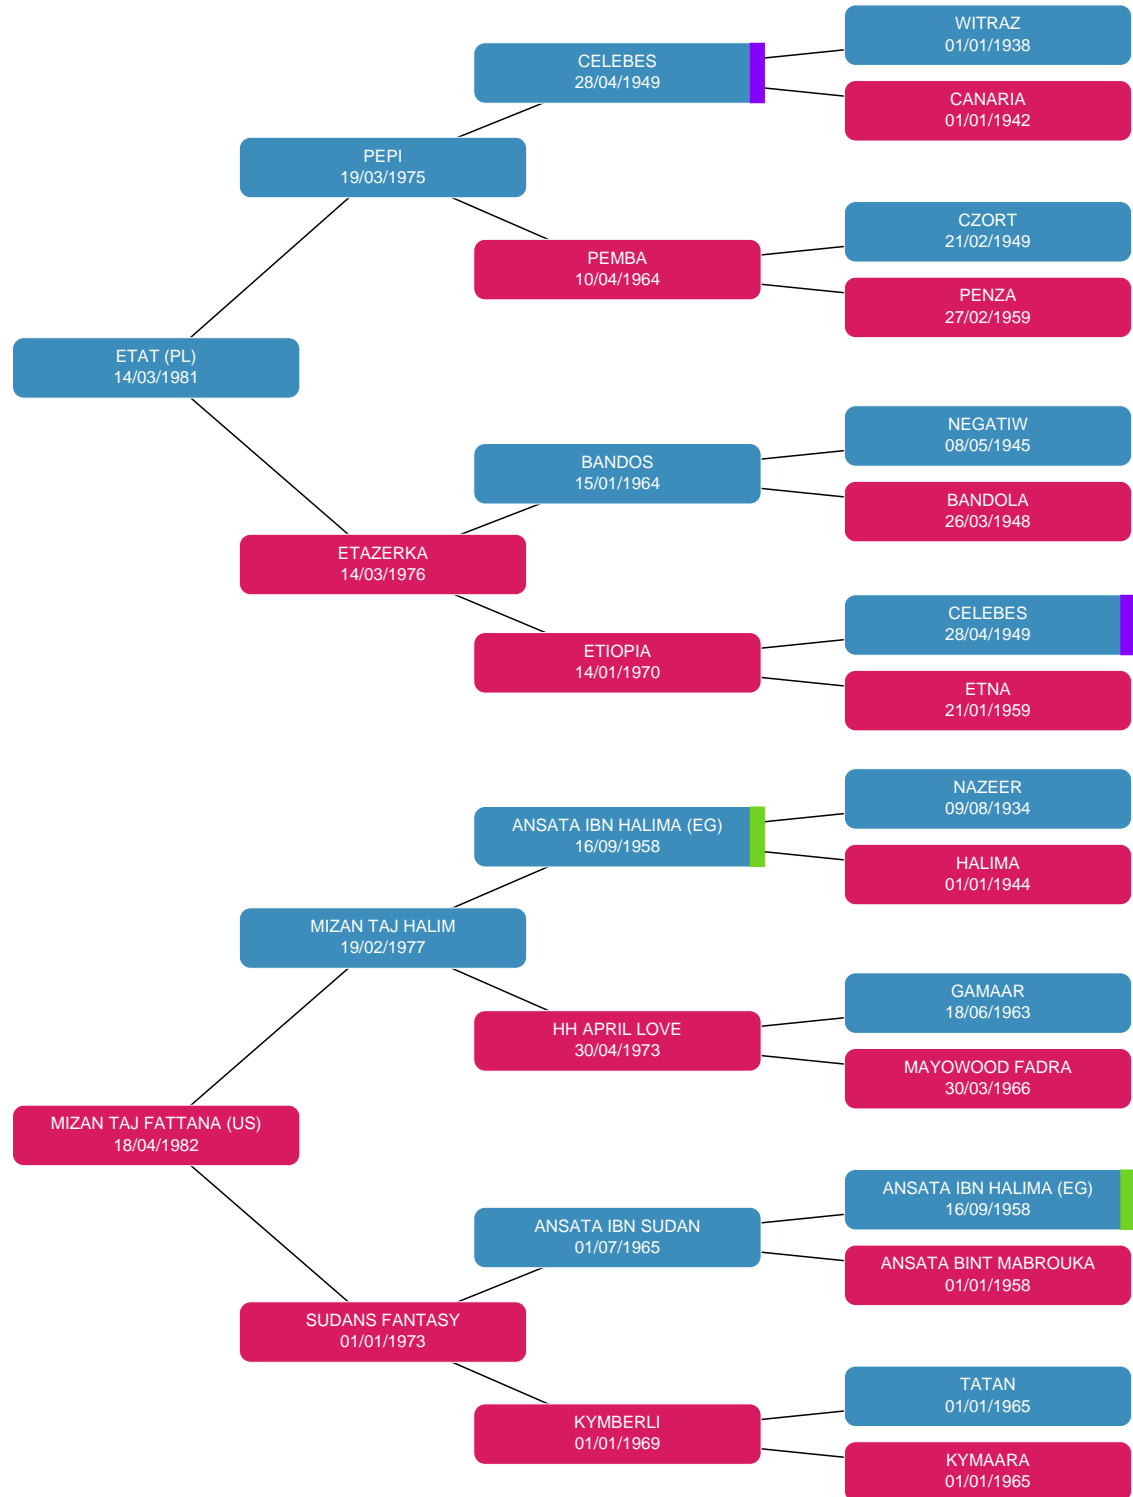 WITRAZ
01/01/1938
CELEBES
28/04/1949
CANARIA
01/01/1942
PEPI
19/03/1975
CZORT
21/02/1949
PEMBA
10/04/1964
PENZA
27/02/1959
ETAT (PL)
14/03/1981
NEGATIW
08/05/1945
BANDOS
15/01/1964
BANDOLA
26/03/1948
ETAZERKA
14/03/1976
CELEBES
28/04/1949
ETIOPIA
14/01/1970
ETNA
21/01/1959
NAZEER
09/08/1934
ANSATA IBN HALIMA (EG)
16/09/1958
HALIMA
01/01/1944
MIZAN TAJ HALIM
19/02/1977
GAMAAR
18/06/1963
HH APRIL LOVE
30/04/1973
MAYOWOOD FADRA
30/03/1966
MIZAN TAJ FATTANA (US)
18/04/1982
ANSATA IBN HALIMA (EG)
16/09/1958
ANSATA IBN SUDAN
01/07/1965
ANSATA BINT MABROUKA
01/01/1958
SUDANS FANTASY
01/01/1973
TATAN
01/01/1965
KYMBERLI
01/01/1969
KYMAARA
01/01/1965